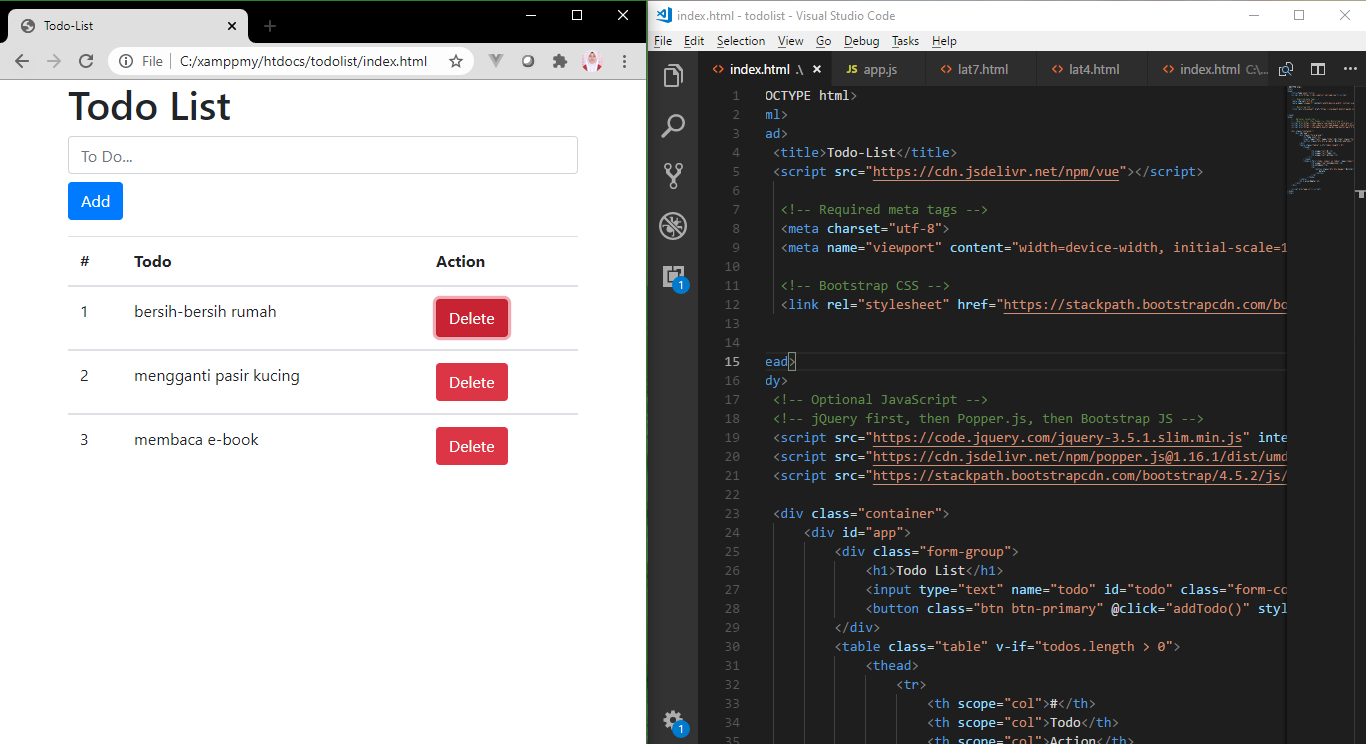 Todo-List
File C:/xamppmy/htdocs/todolist/index.html
Todo List
To Do...
Add
# Todo Action
1 bersih-bersih rumah Delete
2 mengganti pasir kucing Delete
3 membaca e-book Delete
index.html - todolist - Visual Studio Code
File Edit Selection View Go Debug Tasks Help
index.html .\ JS app.js lat7.html lat4.html index.html C:\...
1 OCTYPE html>
2 ml>
3 ad>
4 <title>Todo-List</title>
5 <script src="https://cdn.jsdelivr.net/npm/vue"></script>
6
7 <!-- Required meta tags -->
8 <meta charset="utf-8">
9 <meta name="viewport" content="width=device-width, initial-scale=1
10
11 <!-- Bootstrap CSS -->
12 <link rel="stylesheet" href="https://stackpath.bootstrapcdn.com/bo
13
14
15 ead>
16 dy>
17 <!-- Optional JavaScript -->
18 <!-- jQuery first, then Popper.js, then Bootstrap JS -->
19 <script src="https://code.jquery.com/jquery-3.5.1.slim.min.js" inte
20 <script src="https://cdn.jsdelivr.net/npm/popper.js@1.16.1/dist/umd
21 <script src="https://stackpath.bootstrapcdn.com/bootstrap/4.5.2/js/
22
23 <div class="container">
24 <div id="app">
25 <div class="form-group">
26 <h1>Todo List</h1>
27 <input type="text" name="todo" id="todo" class="form-co
28 <button class="btn btn-primary" @click="addTodo()" styl
29 </div>
30 <table class="table" v-if="todos.length > 0">
31 <thead>
32 <tr>
33 <th scope="col">#</th>
34 <th scope="col">Todo</th>
35 <th scope="col">Action</th>
1
1